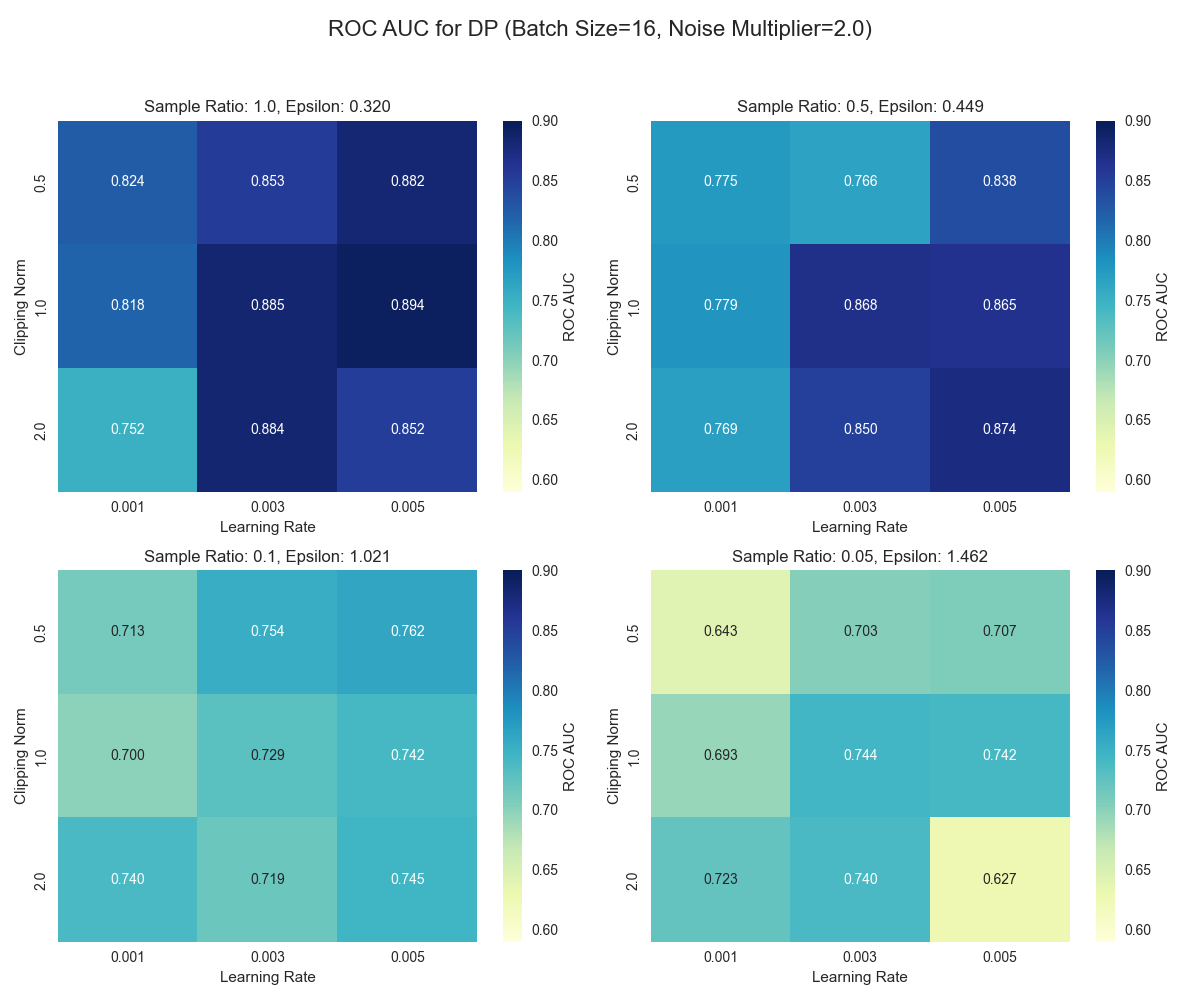 ROC AUC for DP (Batch Size=16, Noise Multiplier=2.0)
Sample Ratio: 1.0, Epsilon: 0.320
0.824 0.853 0.882
0.818 0.885 0.894
0.752 0.884 0.852
0.5
1.0
2.0
Clipping Norm
0.001 0.003 0.005
Learning Rate
0.90
0.85
0.80
0.75
0.70
0.65
0.60
ROC AUC
Sample Ratio: 0.5, Epsilon: 0.449
0.775 0.766 0.838
0.779 0.868 0.865
0.769 0.850 0.874
0.5
1.0
2.0
Clipping Norm
0.001 0.003 0.005
Learning Rate
0.90
0.85
0.80
0.75
0.70
0.65
0.60
ROC AUC
Sample Ratio: 0.1, Epsilon: 1.021
0.713 0.754 0.762
0.700 0.729 0.742
0.740 0.719 0.745
0.5
1.0
2.0
Clipping Norm
0.001 0.003 0.005
Learning Rate
0.90
0.85
0.80
0.75
0.70
0.65
0.60
ROC AUC
Sample Ratio: 0.05, Epsilon: 1.462
0.643 0.703 0.707
0.693 0.744 0.742
0.723 0.740 0.627
0.5
1.0
2.0
Clipping Norm
0.001 0.003 0.005
Learning Rate
0.90
0.85
0.80
0.75
0.70
0.65
0.60
ROC AUC